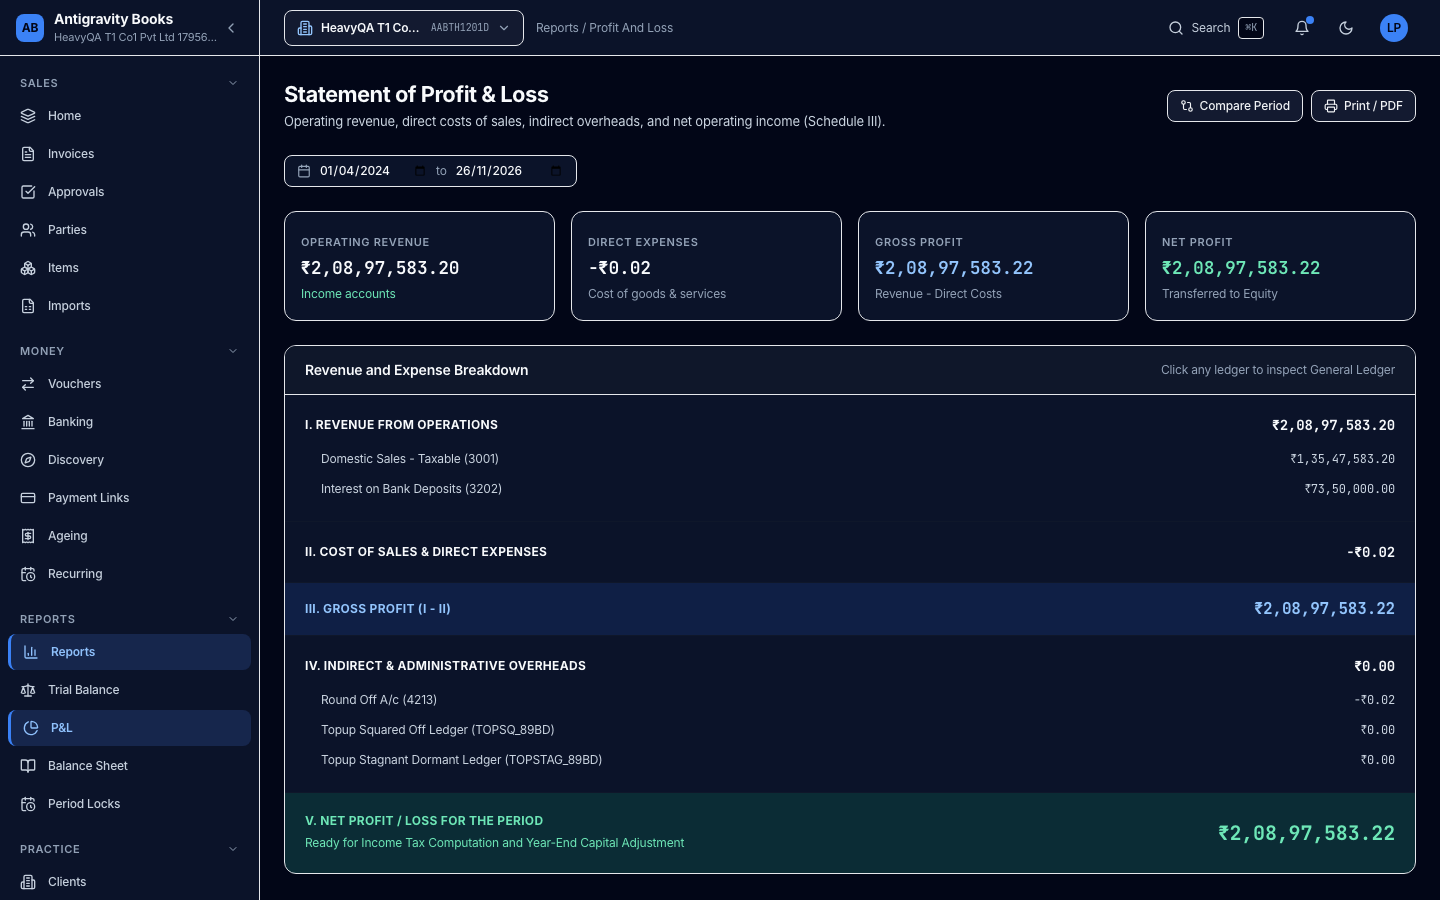 AB
Antigravity Books
HeavyQA T1 Co1 Pvt Ltd 17956...
SALES
Home
Invoices
Approvals
Parties
Items
Imports
MONEY
Vouchers
Banking
Discovery
Payment Links
Ageing
Recurring
REPORTS
Reports
Trial Balance
P&L
Balance Sheet
Period Locks
PRACTICE
Clients
HeavyQA T1 Co... AABTH1201D
Reports / Profit And Loss
Search ⌘K
LP
Statement of Profit & Loss
Operating revenue, direct costs of sales, indirect overheads, and net operating income (Schedule III).
Compare Period
Print / PDF
01/04/2024 to 26/11/2026
OPERATING REVENUE
₹2,08,97,583.20
Income accounts
DIRECT EXPENSES
-₹0.02
Cost of goods & services
GROSS PROFIT
₹2,08,97,583.22
Revenue - Direct Costs
NET PROFIT
₹2,08,97,583.22
Transferred to Equity
Revenue and Expense Breakdown
Click any ledger to inspect General Ledger
I. REVENUE FROM OPERATIONS ₹2,08,97,583.20
Domestic Sales - Taxable (3001) ₹1,35,47,583.20
Interest on Bank Deposits (3202) ₹73,50,000.00
II. COST OF SALES & DIRECT EXPENSES -₹0.02
III. GROSS PROFIT (I - II) ₹2,08,97,583.22
IV. INDIRECT & ADMINISTRATIVE OVERHEADS ₹0.00
Round Off A/c (4213) -₹0.02
Topup Squared Off Ledger (TOPSQ_89BD) ₹0.00
Topup Stagnant Dormant Ledger (TOPSTAG_89BD) ₹0.00
V. NET PROFIT / LOSS FOR THE PERIOD
Ready for Income Tax Computation and Year-End Capital Adjustment
₹2,08,97,583.22